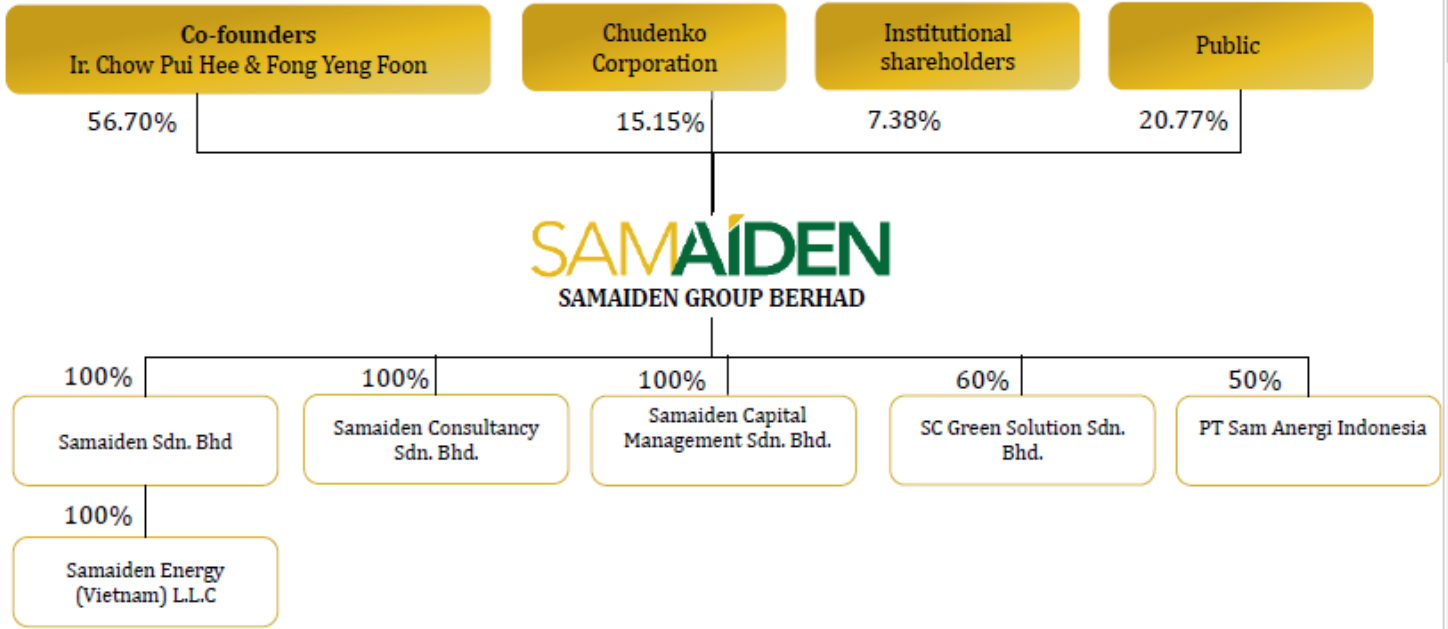 Co-founders
Ir. Chow Pui Hee & Fong Yeng Foon
Chudenko
Corporation
Institutional
shareholders
Public
56.70%
15.15%
7.38%
20.77%
SAMAIDEN
SAMAIDEN GROUP BERHAD
100%
100%
100%
60%
50%
Samaiden Sdn. Bhd
Samaiden Consultancy
Sdn. Bhd.
Samaiden Capital
Management Sdn. Bhd.
SC Green Solution Sdn.
Bhd.
PT Sam Anergi Indonesia
100%
Samaiden Energy
(Vietnam) L.L.C